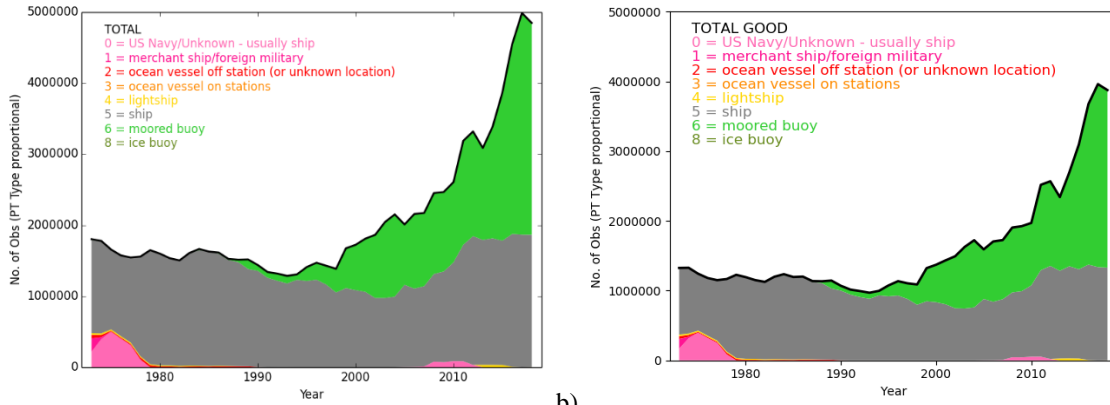 5000000
4000000
3000000
2000000
1000000
0
No. of Obs (PT Type proportional)
TOTAL
0 = US Navy/Unknown - usually ship
1 = merchant ship/foreign military
2 = ocean vessel off station (or unknown location)
3 = ocean vessel on stations
4 = lightship
5 = ship
6 = moored buoy
8 = ice buoy
1980
1990
2000
2010
Year
b)
5000000
4000000
3000000
2000000
1000000
0
No. of Obs (PT Type proportional)
TOTAL GOOD
0 = US Navy/Unknown - usually ship
1 = merchant ship/foreign military
2 = ocean vessel off station (or unknown location)
3 = ocean vessel on stations
4 = lightship
5 = ship
6 = moored buoy
8 = ice buoy
1980
1990
2000
2010
Year